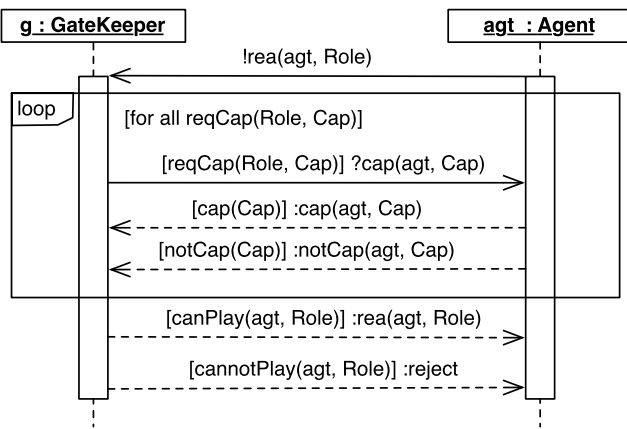 g : GateKeeper
agt : Agent
!rea(agt, Role)
loop
[for all reqCap(Role, Cap)]
[reqCap(Role, Cap)] ?cap(agt, Cap)
[cap(Cap)] :cap(agt, Cap)
[notCap(Cap)] :notCap(agt, Cap)
[canPlay(agt, Role)] :rea(agt, Role)
[cannotPlay(agt, Role)] :reject